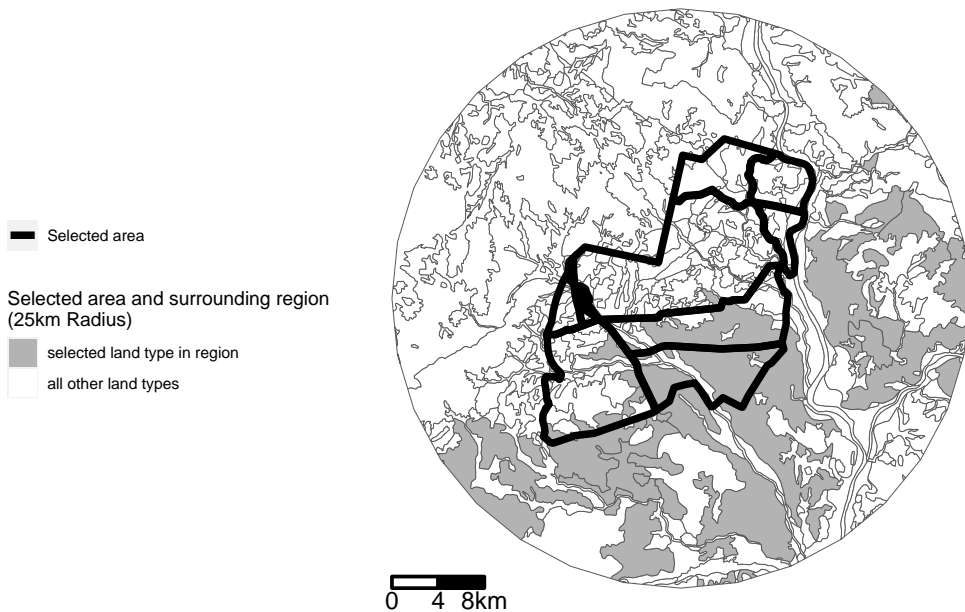 Selected area
Selected area and surrounding region
(25km Radius)
selected land type in region
all other land types
0 4 8km